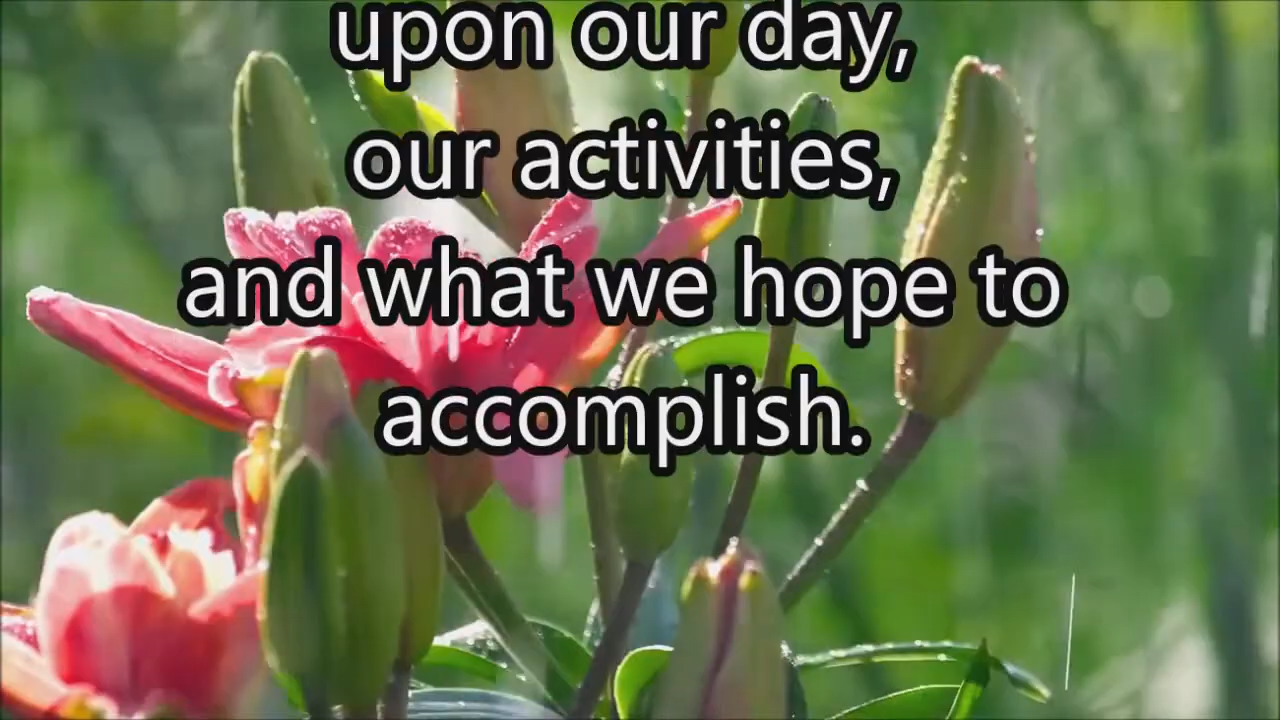 upon our day,
our activities,
and what we hope to
accomplish.